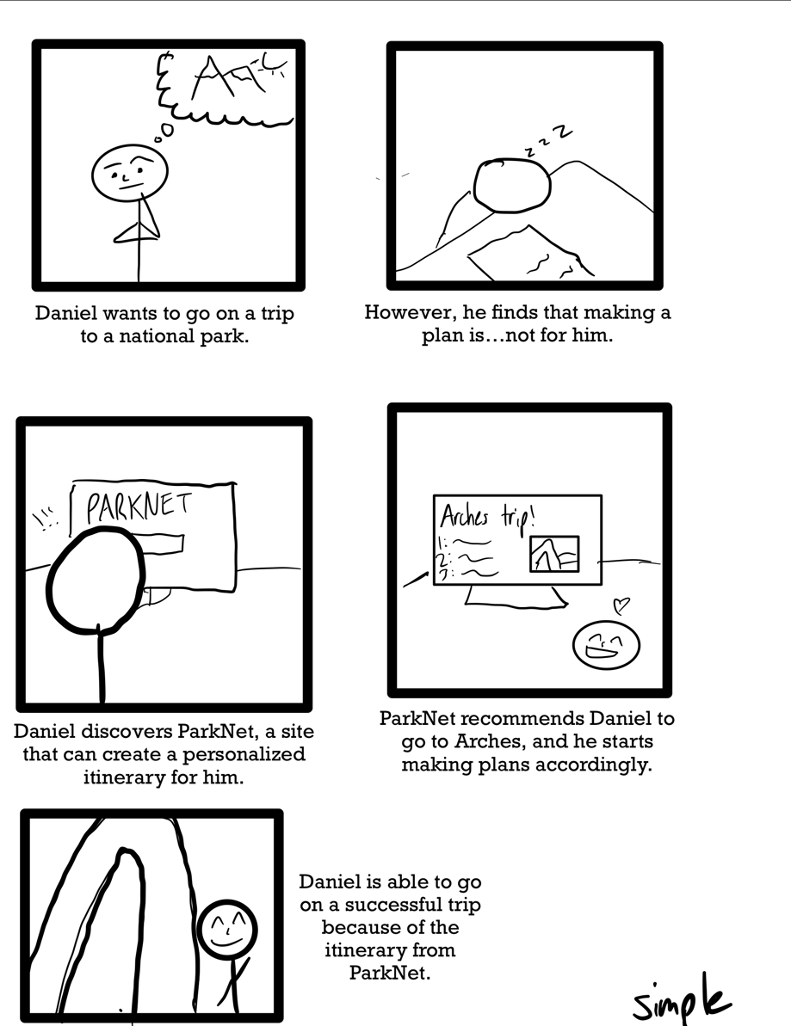 z z z
Daniel wants to go on a trip
to a national park.
However, he finds that making a
plan is...not for him.
!!!
PARKNET
Arches trip!
1:
2:
3:
Daniel discovers ParkNet, a site
that can create a personalized
itinerary for him.
ParkNet recommends Daniel to
go to Arches, and he starts
making plans accordingly.
Daniel is able to go
on a successful trip
because of the
itinerary from
ParkNet.
simple